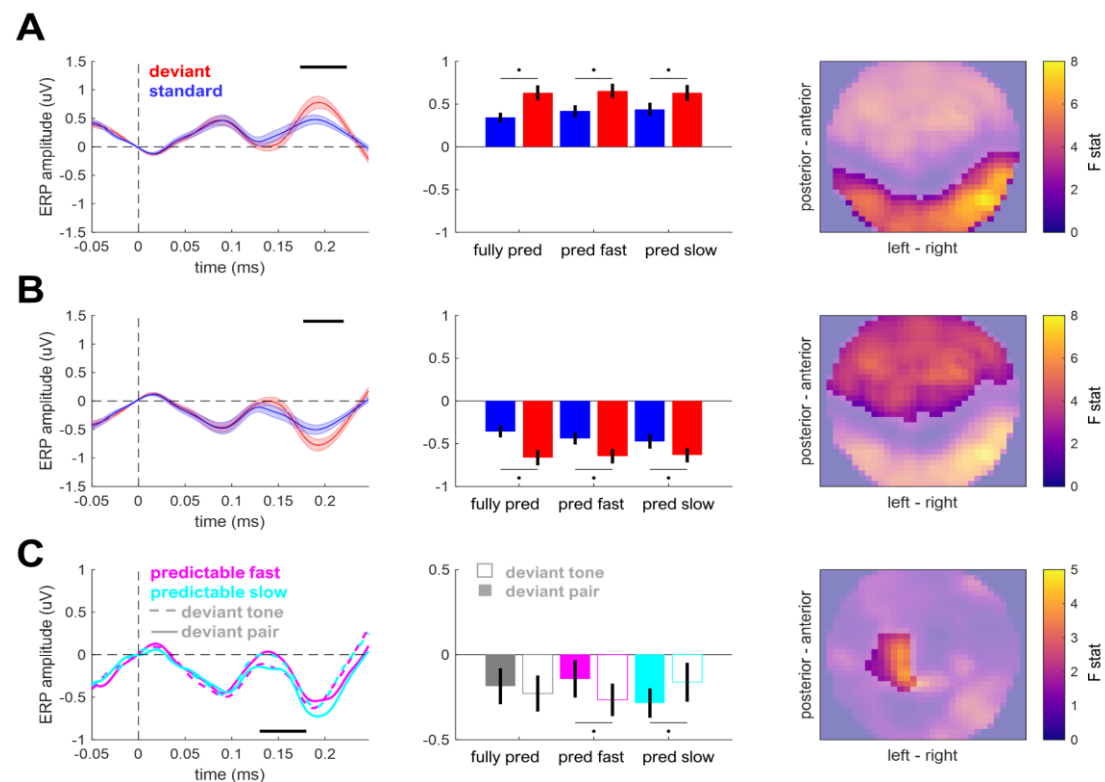 A
ERP amplitude (uV)
1.5
1
0.5
0
-0.5
-1
-1.5
deviant
standard
-0.05 0 0.05 0.1 0.15 0.2
time (ms)
1
0.5
0
-0.5
-1
fully pred pred fast pred slow
posterior - anterior
left - right
8
6
4
2
0
F stat
B
ERP amplitude (uV)
1.5
1
0.5
0
-0.5
-1
-1.5
-0.05 0 0.05 0.1 0.15 0.2
time (ms)
1
0.5
0
-0.5
-1
fully pred pred fast pred slow
posterior - anterior
left - right
8
6
4
2
0
F stat
C
ERP amplitude (uV)
1
0.5
0
-0.5
-1
predictable fast
predictable slow
deviant tone
deviant pair
-0.05 0 0.05 0.1 0.15 0.2
time (ms)
0.5
0
-0.5
deviant tone
deviant pair
fully pred pred fast pred slow
posterior - anterior
left - right
5
4
3
2
1
0
F stat